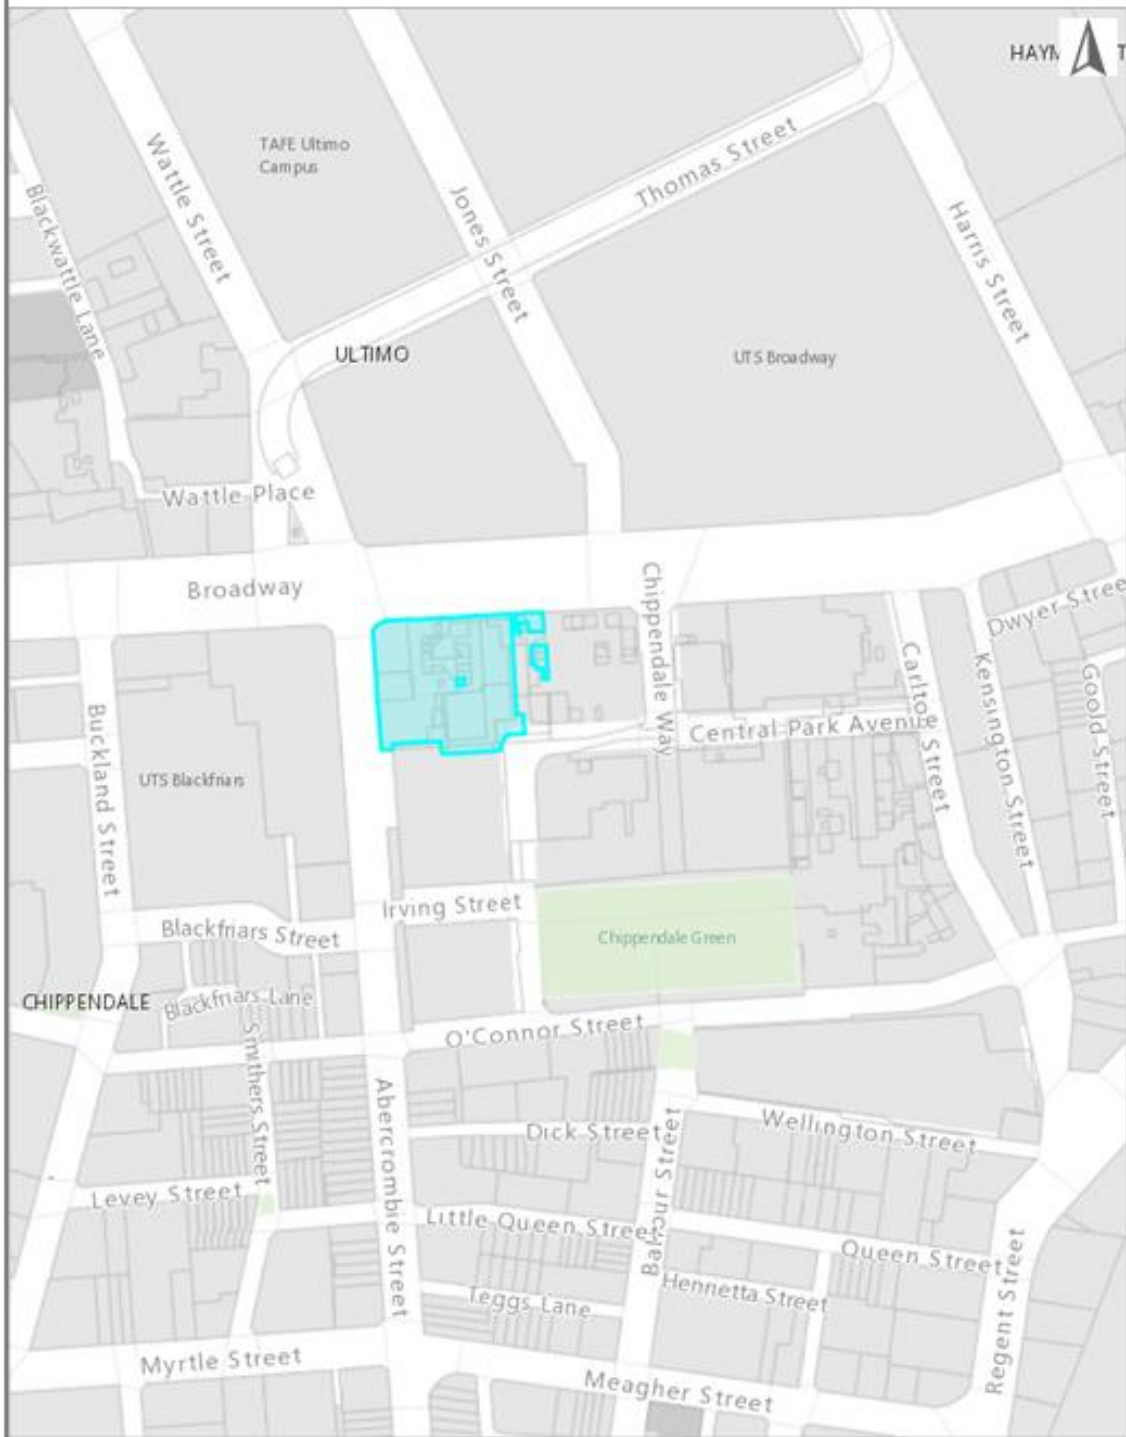 HAYM
T
TAFE Ultimo
Campus
Wattle Street
Thomas Street
Jones Street
Blackwattle Lane
Harris Street
ULTIMO
UTS Broadway
Wattle Place
Broadway
Chippendale Way
Dwyer Stree
Carlton Street
Kensington Street
Goold Street
Central Park Avenue
Buckland Street
UTS Blackfriars
Irving Street
Blackfriars Street
Chippendale Green
CHIPPENDALE
Blackfriars Lane
O'Connor Street
Smithers Street
Abercrombie Street
Dick Street
Wellington Street
Balfour Street
Levey Street
Little Queen Street
Queen Street
Henrietta Street
Teggs Lane
Regent Street
Myrtle Street
Meagher Street